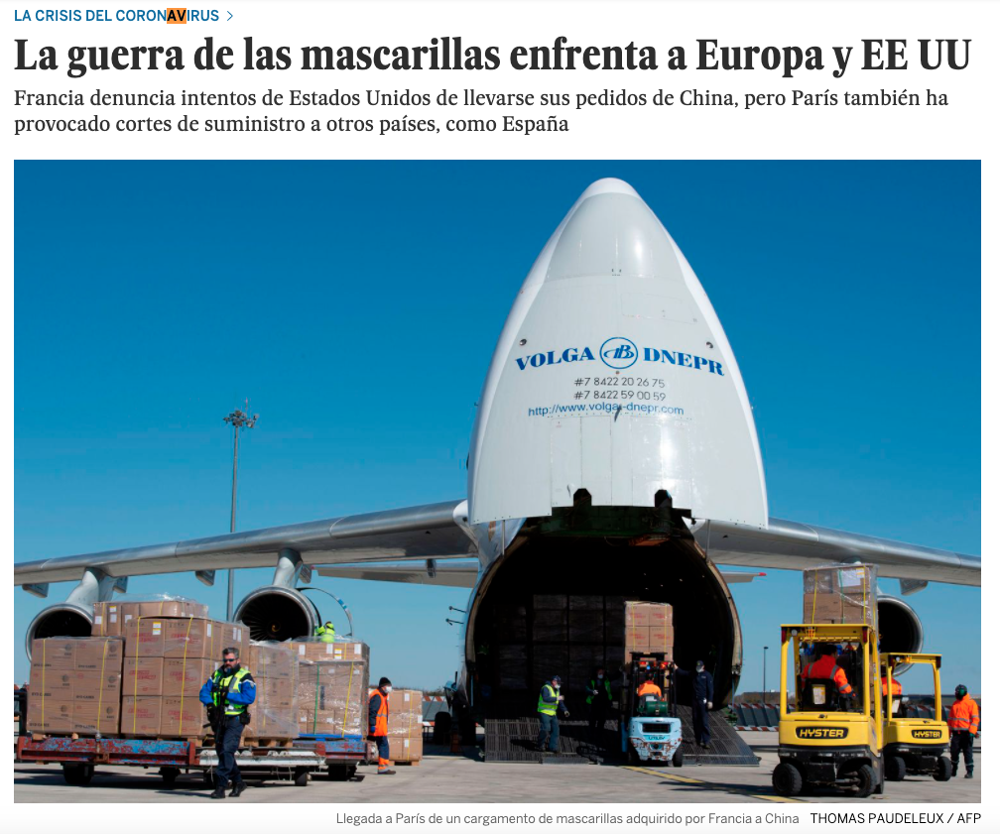 LA CRISIS DEL CORONAVIRUS >
La guerra de las mascarillas enfrenta a Europa y EE UU
Francia denuncia intentos de Estados Unidos de llevarse sus pedidos de China, pero París también ha
provocado cortes de suministro a otros países, como España
VOLGA DNEPR
#7 8422 20 26 75
#7 8422 59 00 59
http://www.volga-dnepr.com
HYSTER
HYSTER
Llegada a París de un cargamento de mascarillas adquirido por Francia a China THOMAS PAUDELEUX / AFP